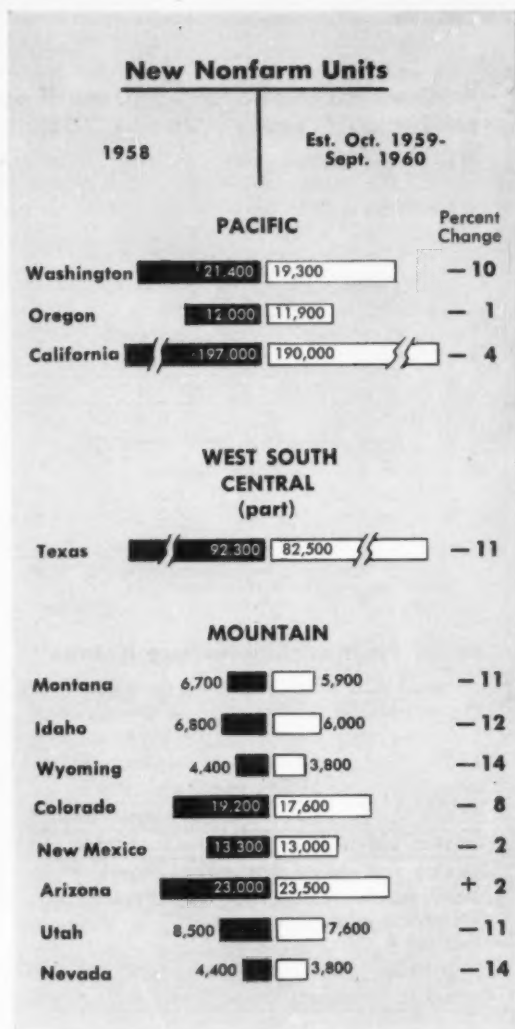 New Nonfarm Units
1958
Est. Oct. 1959-
Sept. 1960
PACIFIC
Percent
Change
Washington 21,400 19,300 — 10
Oregon 12,000 11,900 — 1
California 197,000 190,000 — 4
WEST SOUTH
CENTRAL
(part)
Texas 92,300 82,500 — 11
MOUNTAIN
Montana 6,700 5,900 — 11
Idaho 6,800 6,000 — 12
Wyoming 4,400 3,800 — 14
Colorado 19,200 17,600 — 8
New Mexico 13,300 13,000 — 2
Arizona 23,000 23,500 + 2
Utah 8,500 7,600 — 11
Nevada 4,400 3,800 — 14